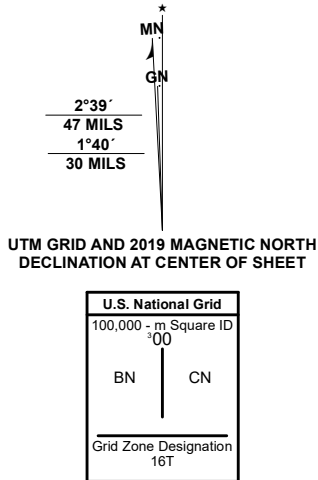 MN
GN
2°39´
47 MILS
1°40´
30 MILS
UTM GRID AND 2019 MAGNETIC NORTH
DECLINATION AT CENTER OF SHEET
U.S. National Grid
100,000 - m Square ID
³00
BN CN
Grid Zone Designation
16T